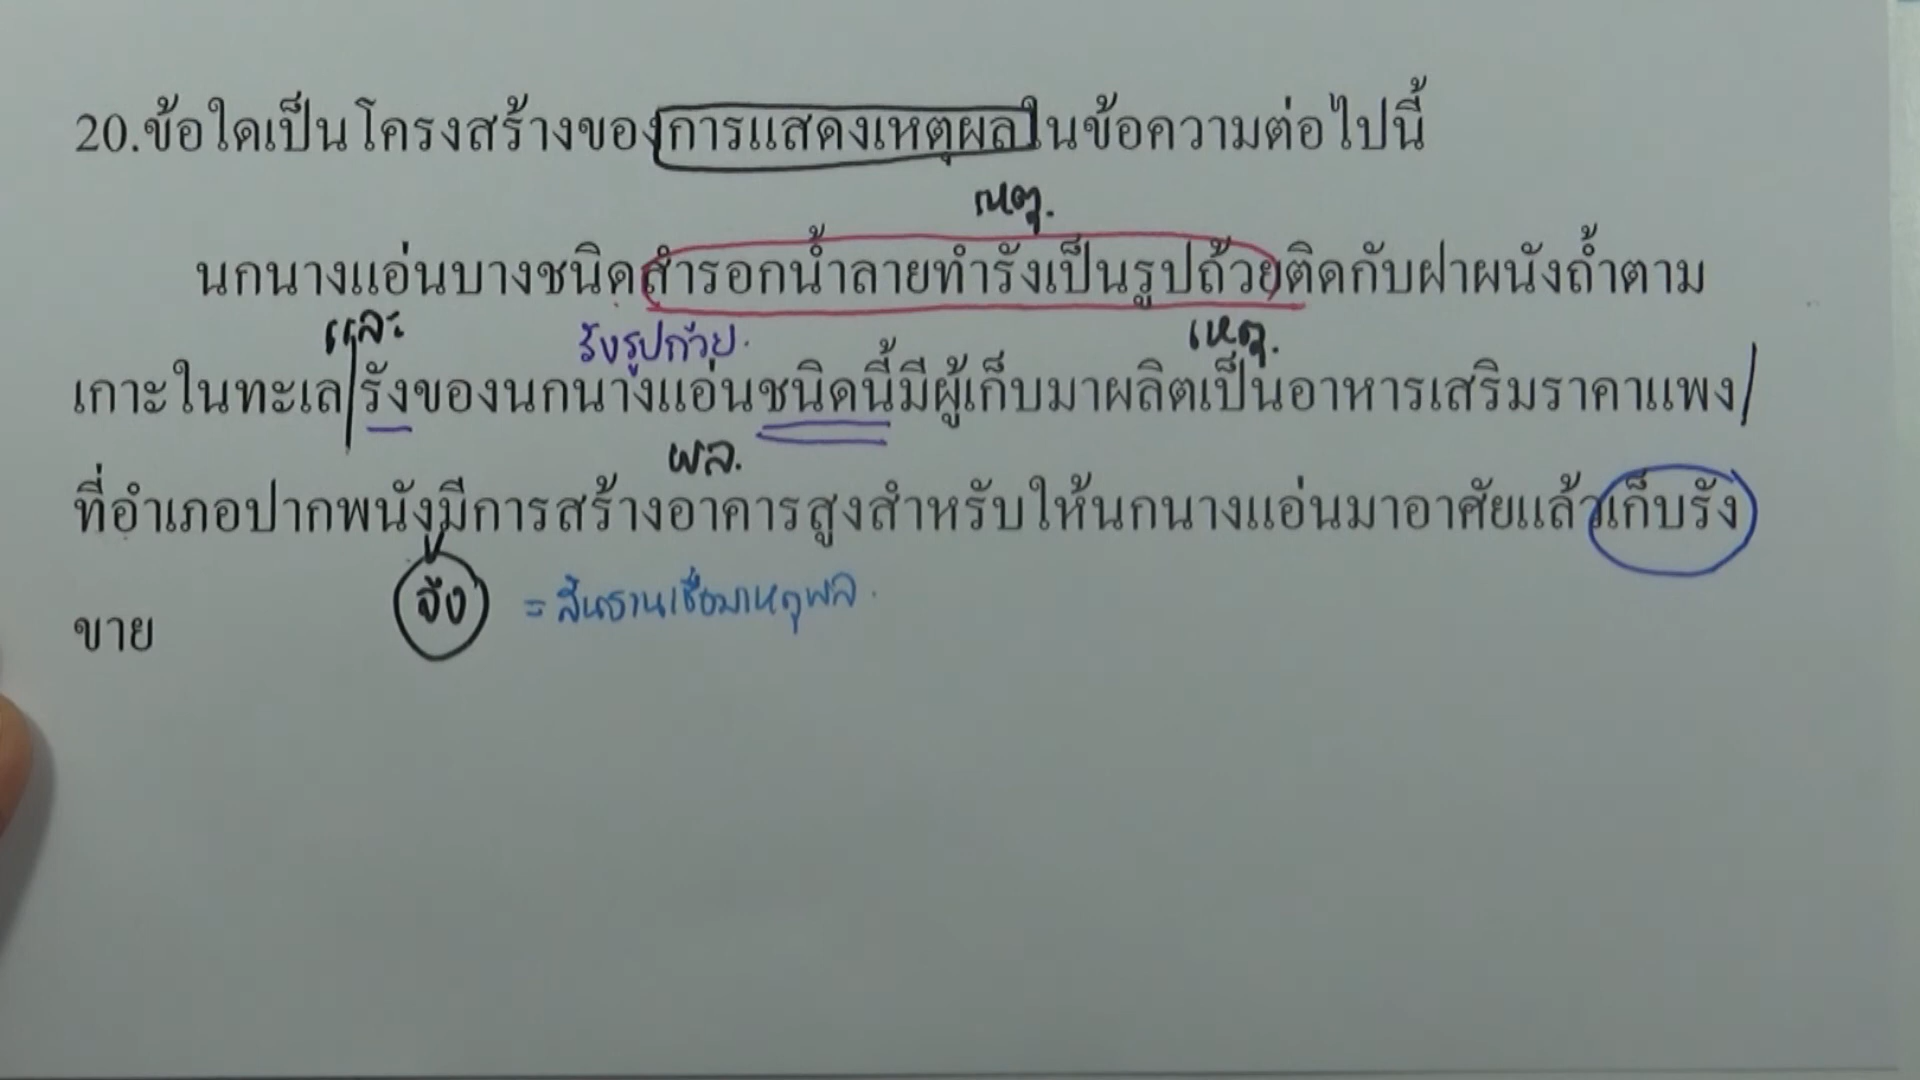 20.ข้อใดเป็นโครงสร้างของการแสดงเหตุผลในข้อความต่อไปนี้
เหตุ.
นกนางแอ่นบางชนิดสำรอกน้ำลายทำรังเป็นรูปถ้วยติดกับฝาผนังถ้ำตาม
และ รังรูปถ้วย. เหตุ.
เกาะในทะเล/รังของนกนางแอ่นชนิดนี้มีผู้เก็บมาผลิตเป็นอาหารเสริมราคาแพง/
ผล.
ที่อำเภอปากพนังมีการสร้างอาคารสูงสำหรับให้นกนางแอ่นมาอาศัยแล้วเก็บรัง
จึง = สันธานเชื่อมเหตุผล.
ขาย